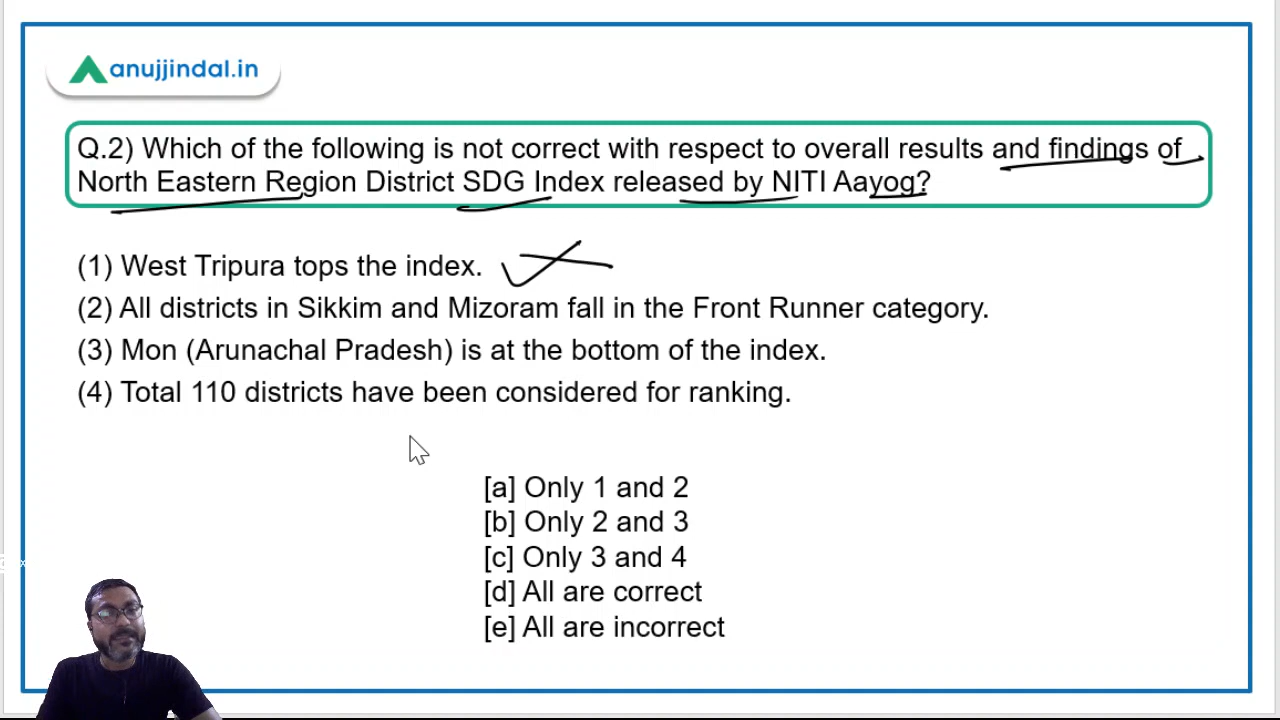 anujjindal.in
Q.2) Which of the following is not correct with respect to overall results and findings of
North Eastern Region District SDG Index released by NITI Aayog?
(1) West Tripura tops the index.
(2) All districts in Sikkim and Mizoram fall in the Front Runner category.
(3) Mon (Arunachal Pradesh) is at the bottom of the index.
(4) Total 110 districts have been considered for ranking.
[a] Only 1 and 2
[b] Only 2 and 3
[c] Only 3 and 4
[d] All are correct
[e] All are incorrect